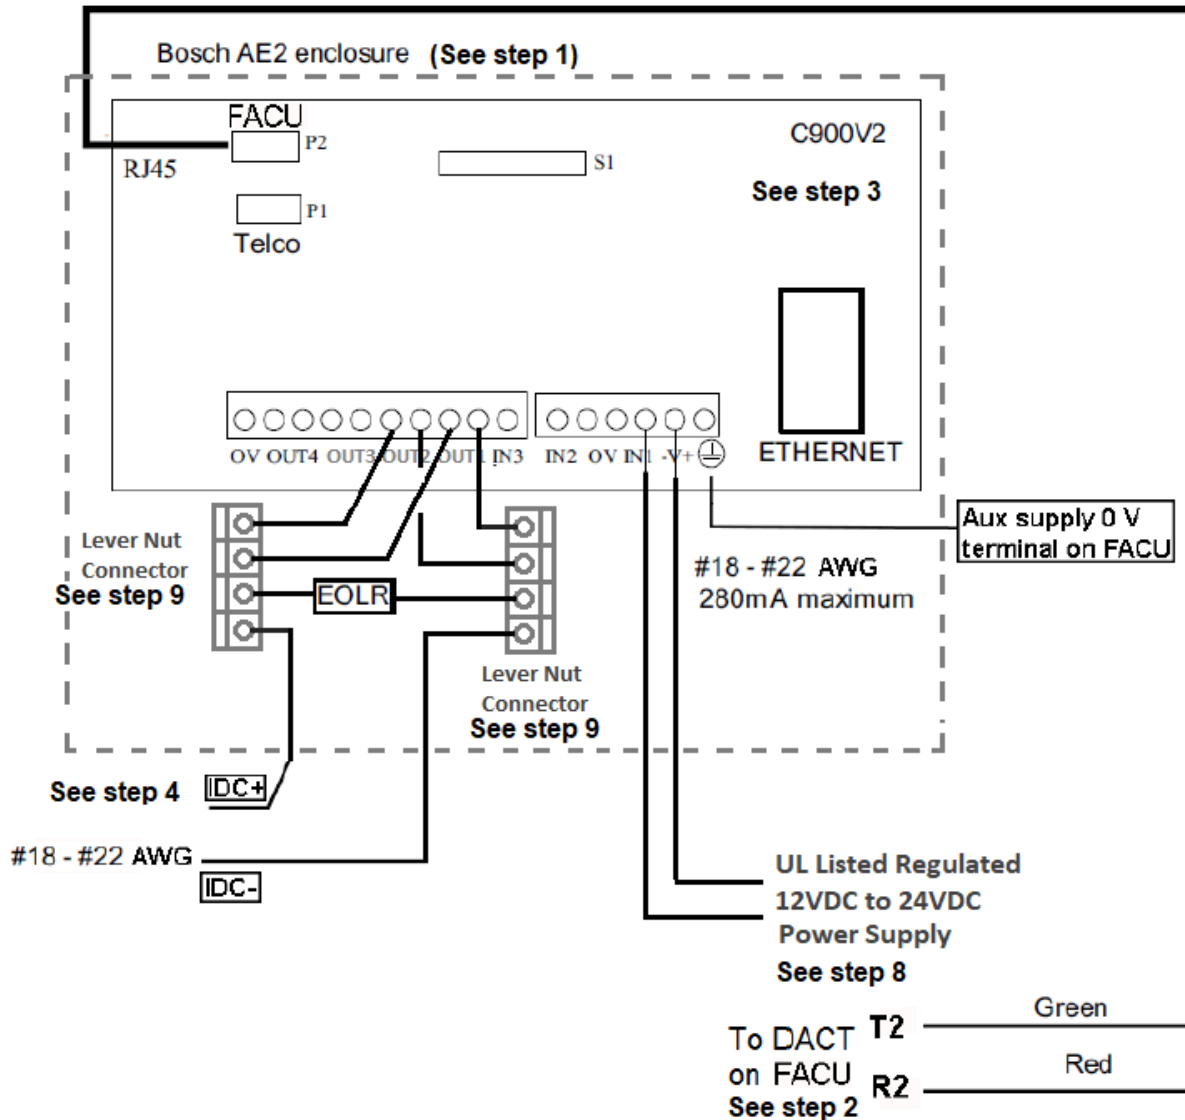 Bosch AE2 enclosure (See step 1)
FACU
P2
C900V2
RJ45
S1
See step 3
P1
Telco
OV OUT4 OUT3 OUT2 OUT1 IN3
IN2 OV IN1 -V+
ETHERNET
Lever Nut
Connector
See step 9
EOLR
#18 - #22 AWG
280mA maximum
Aux supply 0 V
terminal on FACU
Lever Nut
Connector
See step 9
See step 4
IDC+
#18 - #22 AWG
IDC-
UL Listed Regulated
12VDC to 24VDC
Power Supply
See step 8
To DACT
on FACU
See step 2
T2
Green
R2
Red